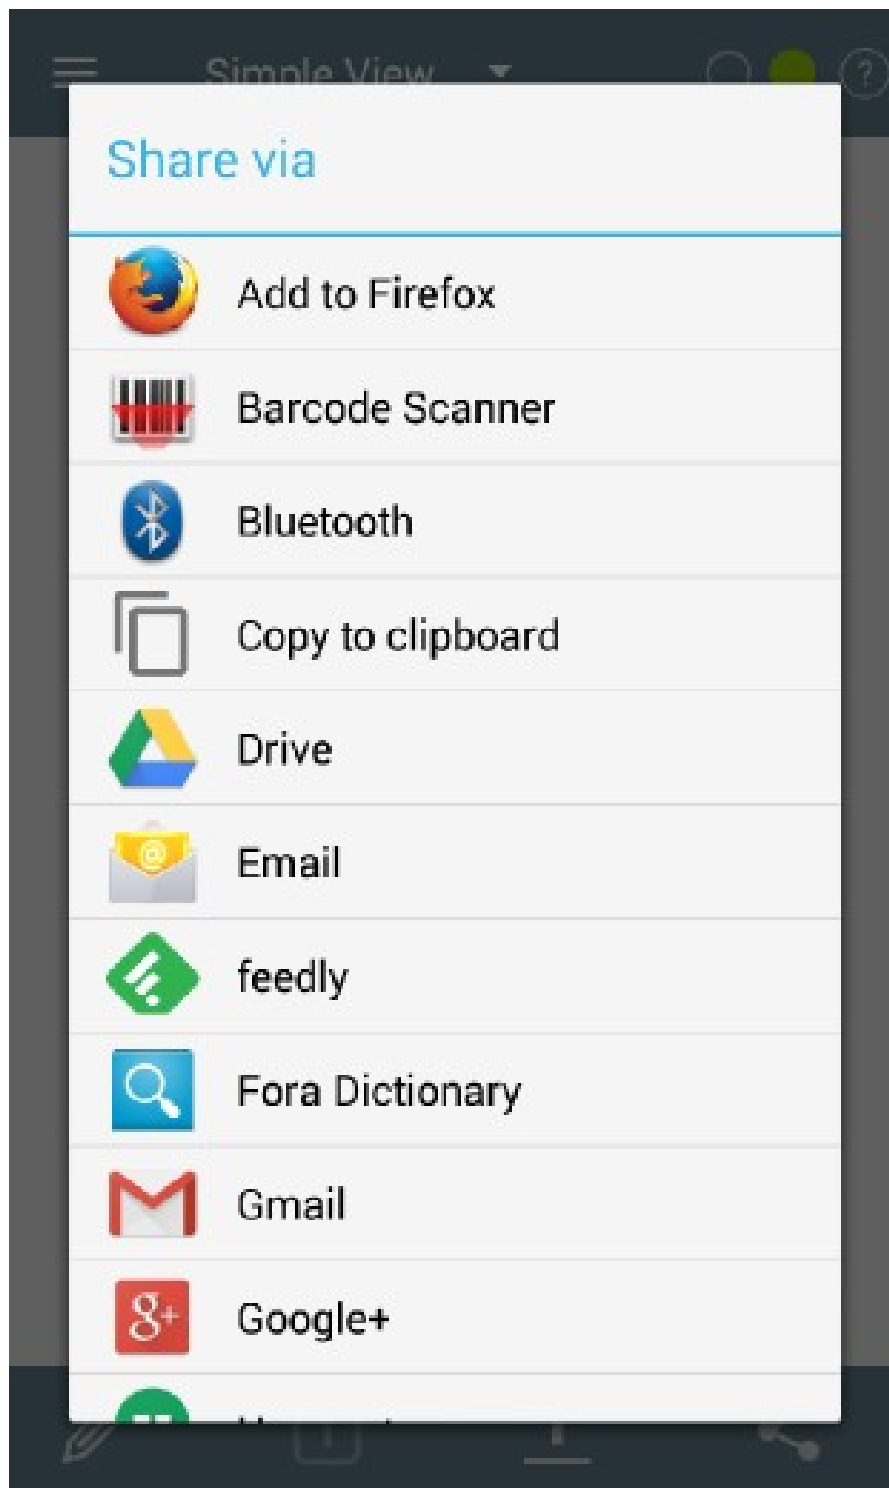 Simple View
?
Share via
Add to Firefox
Barcode Scanner
Bluetooth
Copy to clipboard
Drive
@
Email
feedly
Fora Dictionary
Gmail
g+
Google+